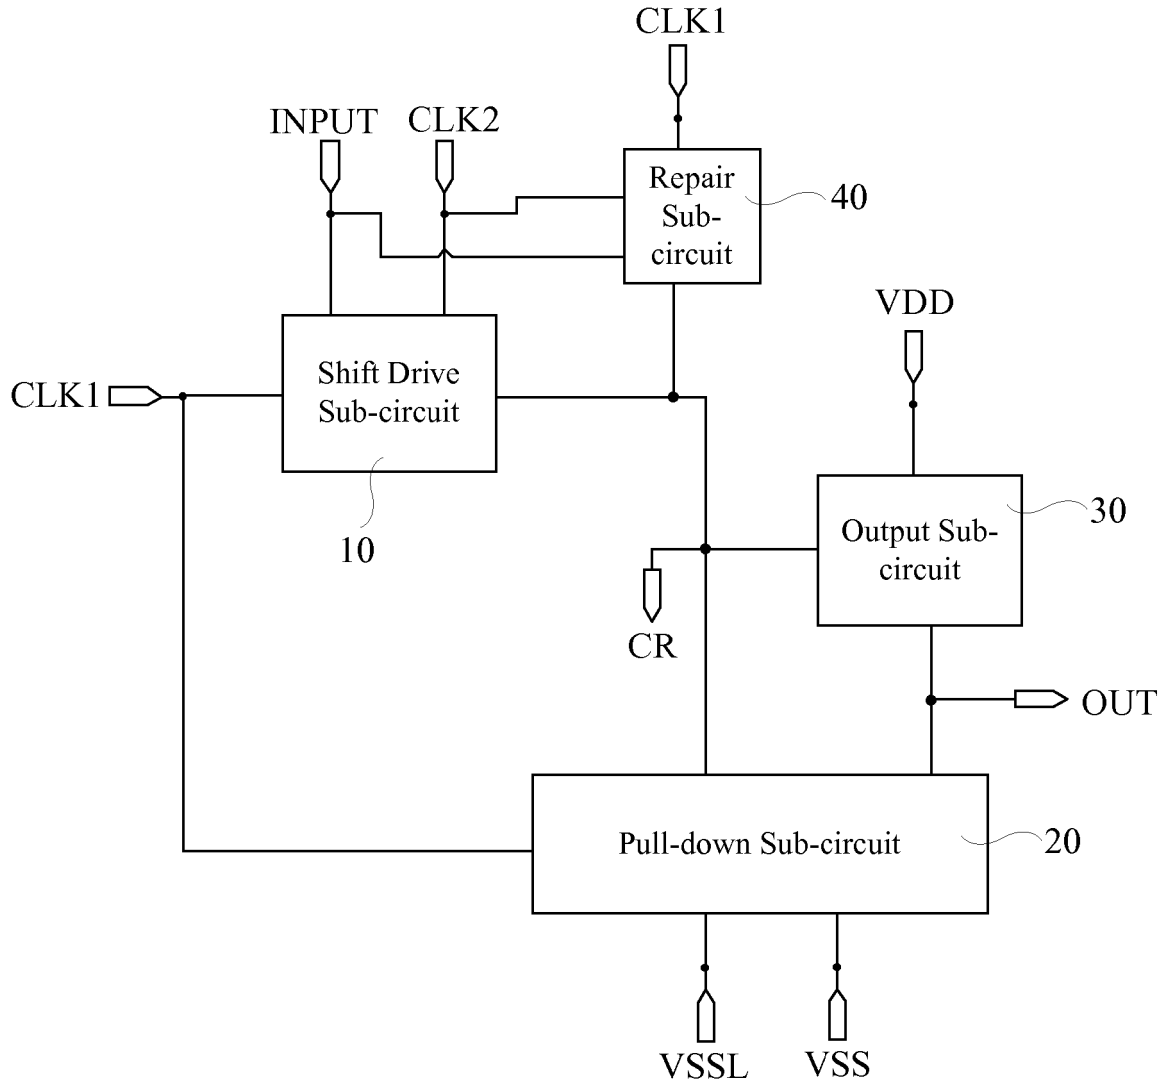 CLK1
INPUT CLK2
Repair
Sub-
circuit
40
VDD
CLK1
Shift Drive
Sub-circuit
10
Output Sub-
circuit
30
CR
OUT
Pull-down Sub-circuit
20
VSSL
VSS